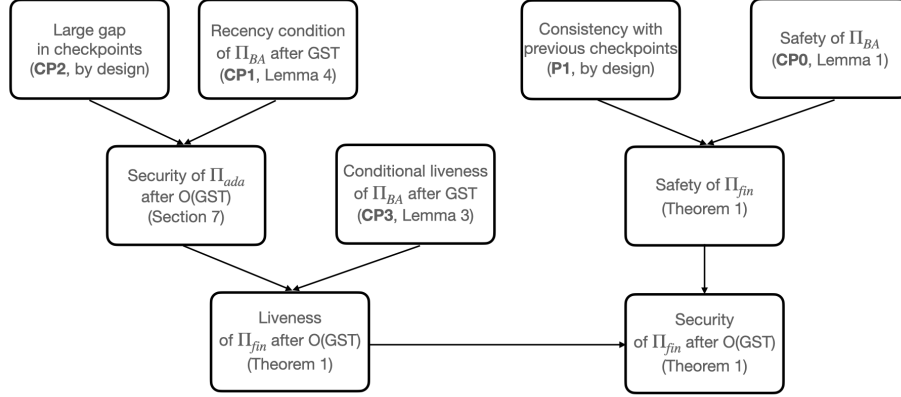 Large gap
in checkpoints
(CP2, by design)
Recency condition
of Π_BA after GST
(CP1, Lemma 4)
Consistency with
previous checkpoints
(P1, by design)
Safety of Π_BA
(CP0, Lemma 1)
Security of Π_ada
after O(GST)
(Section 7)
Conditional liveness
of Π_BA after GST
(CP3, Lemma 3)
Safety of Π_fin
(Theorem 1)
Liveness
of Π_fin after O(GST)
(Theorem 1)
Security
of Π_fin after O(GST)
(Theorem 1)